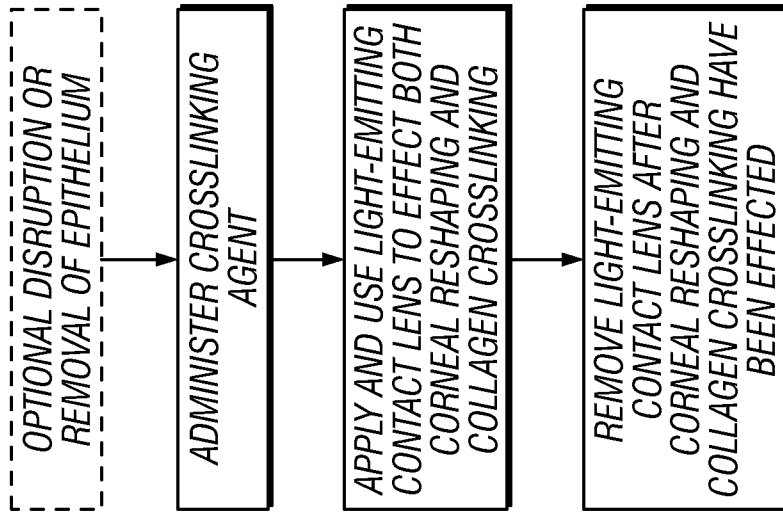 OPTIONAL DISRUPTION OR
REMOVAL OF EPITHELIUM
ADMINISTER CROSSLINKING
AGENT
APPLY AND USE LIGHT-EMITTING
CONTACT LENS TO EFFECT BOTH
CORNEAL RESHAPING AND
COLLAGEN CROSSLINKING
REMOVE LIGHT-EMITTING
CONTACT LENS AFTER
CORNEAL RESHAPING AND
COLLAGEN CROSSLINKING HAVE
BEEN EFFECTED